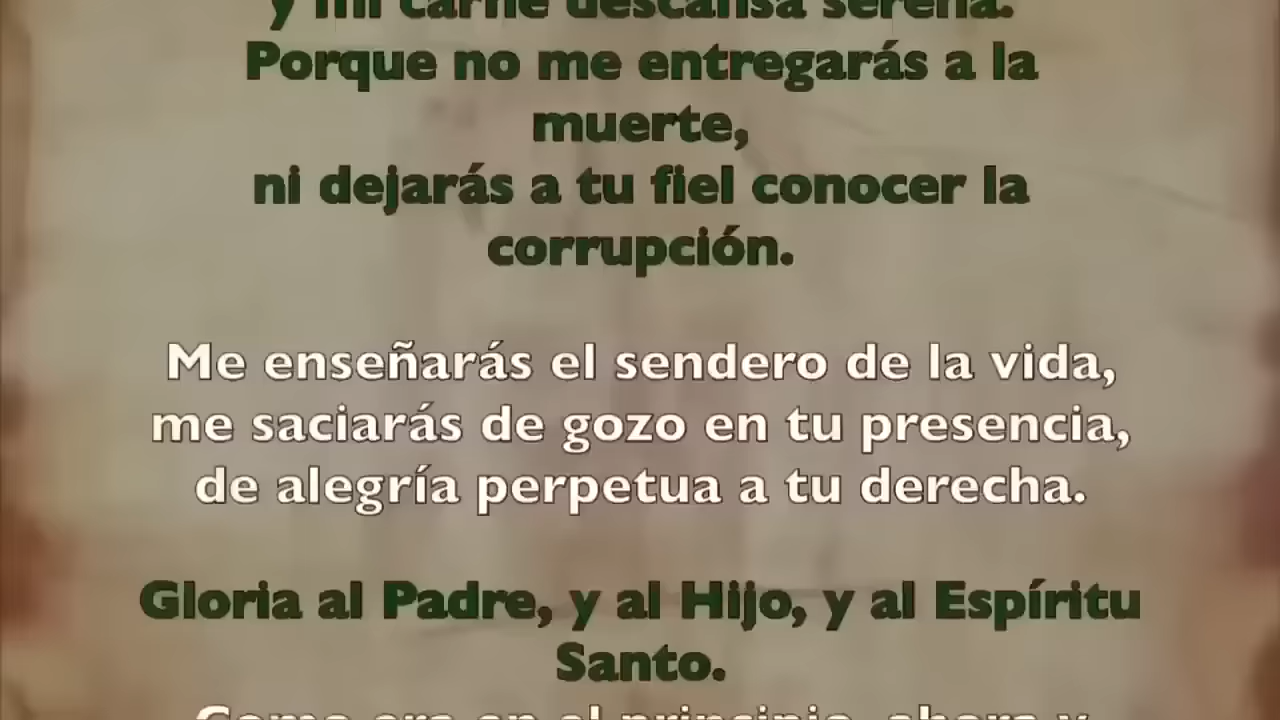 y mi carne descansa serena.
Porque no me entregarás a la
muerte,
ni dejarás a tu fiel conocer la
corrupción.
Me enseñarás el sendero de la vida,
me saciarás de gozo en tu presencia,
de alegría perpetua a tu derecha.
Gloria al Padre, y al Hijo, y al Espíritu
Santo.
Como era en el principio, ahora y